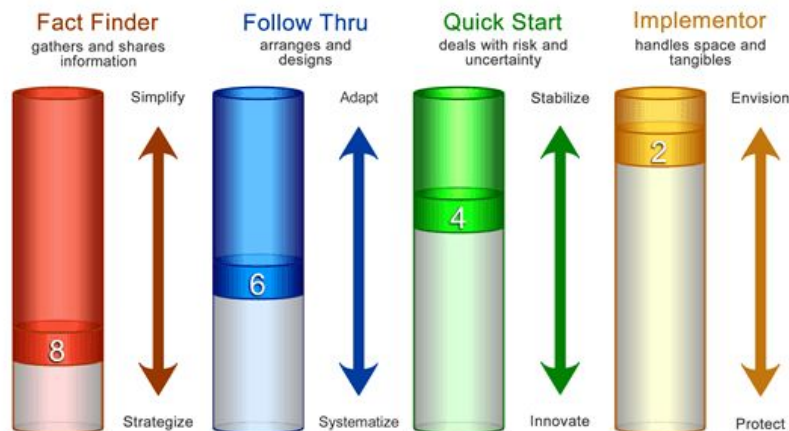 Fact Finder
gathers and shares
information
Simplify
8
Strategize
Follow Thru
arranges and
designs
Adapt
6
Systematize
Quick Start
deals with risk and
uncertainty
Stabilize
4
Innovate
Implementor
handles space and
tangibles
Envision
2
Protect